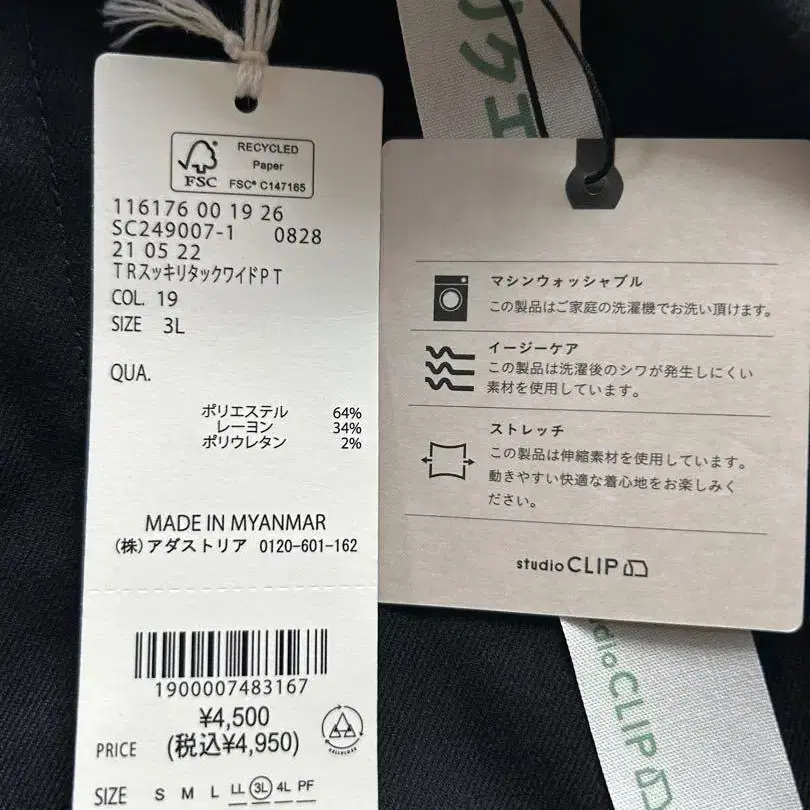 RECYCLED
Paper
FSC
FSC® C147165
116176 00 19 26
SC249007-1 0828
21 05 22
TRスッキリタックワイドPT
COL. 19
SIZE 3L
QUA.
ポリエステル 64%
レーヨン 34%
ポリウレタン 2%
MADE IN MYANMAR
(株)アダストリア 0120-601-162
1900007483167
¥4,500
PRICE (税込¥4,950)
SIZE S M L LL 3L 4L PF
マシンウォッシャブル
この製品はご家庭の洗濯機でお洗い頂けます。
イージーケア
この製品は洗濯後のシワが発生しにくい
素材を使用しています。
ストレッチ
この製品は伸縮素材を使用しています。
動きやすい快適な着心地をお楽しみく
ださい。
studio CLIP
studio CLIP